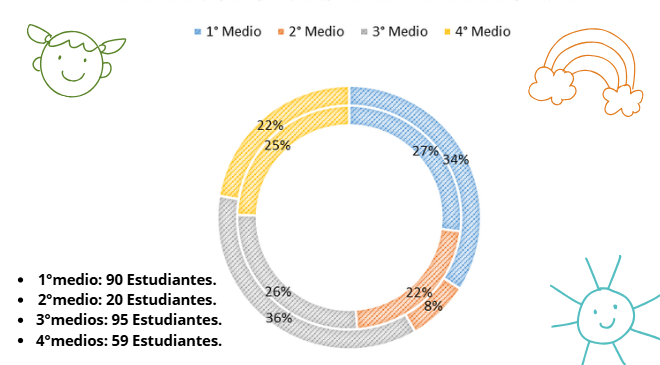 1° Medio 2° Medio 3° Medio 4° Medio
22%
25%
27%
34%
26%
22%
8%
36%
• 1°medio: 90 Estudiantes.
• 2°medio: 20 Estudiantes.
• 3°medios: 95 Estudiantes.
• 4°medios: 59 Estudiantes.